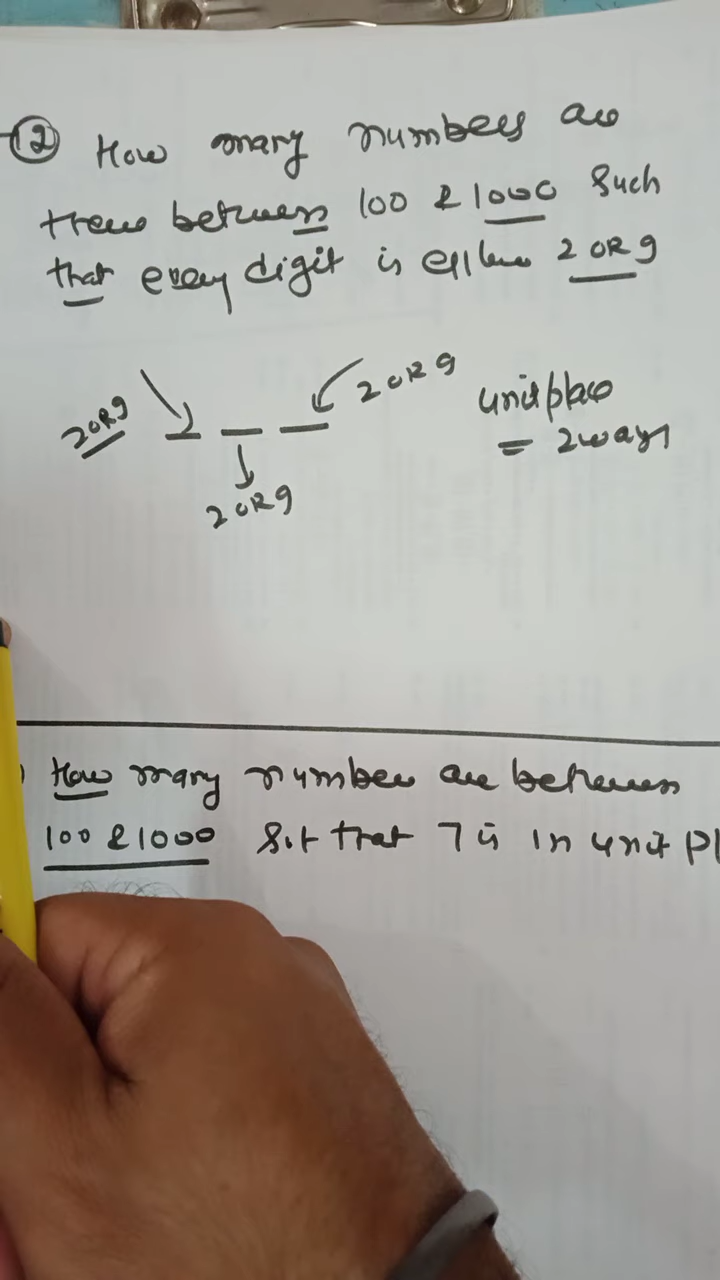 2 How many numbers are
there between 100 & 1000 Such
that every digit is either 2 OR 9
2 OR 9
2 OR 9
2 OR 9
unit place
= 2 ways
How many number are between
100 & 1000 S.t that 7 is in unit Pl